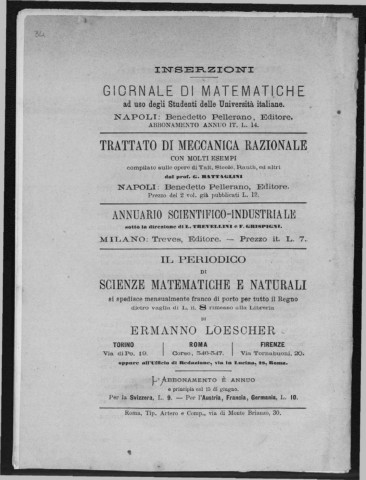 34
INSERZIONI
GIORNALE DI MATEMATICHE
ad uso degli Studenti delle Università italiane.
NAPOLI: Benedetto Pellerano, Editore.
ABBONAMENTO ANNUO IT. L. 14.
TRATTATO DI MECCANICA RAZIONALE
CON MOLTI ESEMPI
compilato sulle opere di Tait, Steele, Routh, ed altri
dal prof. G. BATTAGLINI
NAPOLI: Benedetto Pellerano, Editore.
Prezzo dei 2 vol. già pubblicati L. 12.
ANNUARIO SCIENTIFICO-INDUSTRIALE
sotto la direzione di L. TREVELLINI e F. GRISPIGNI.
MILANO: Treves, Editore. — Prezzo it. L. 7.
IL PERIODICO
DI
SCIENZE MATEMATICHE E NATURALI
si spedisce mensualmente franco di porto per tutto il Regno
dietro vaglia di L. it. 8 rimesso alla Libreria
DI
ERMANNO LOESCHER
TORINO ROMA FIRENZE
Via di Po, 19. Corso, 346-347. Via Tornabuoni, 20.
oppure all'Ufficio di Redazione, via in Lucina, 15, Roma.
L'ABBONAMENTO È ANNUO
e principia col 15 di giugno.
Per la Svizzera, L. 9. — Per l'Austria, Francia, Germania, L. 10.
Roma, Tip. Artero e Comp., via di Monte Brianzo, 30.